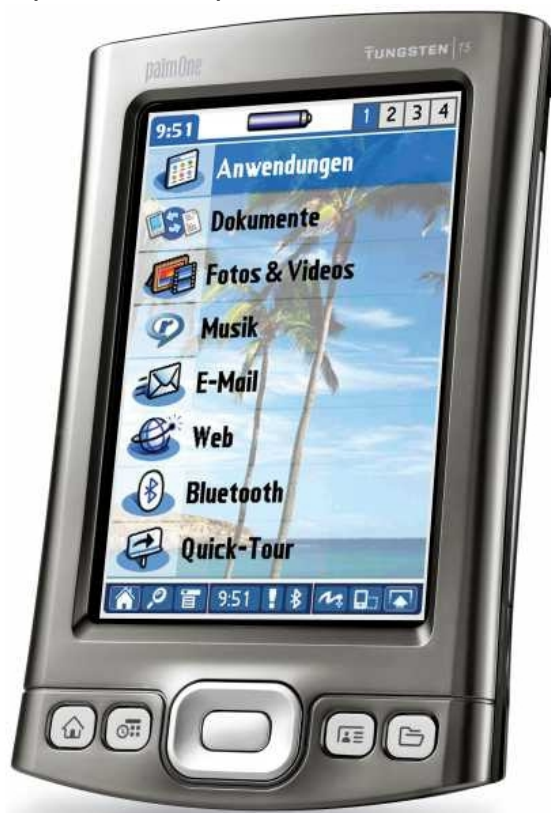 palmOne
TUNGSTEN | T5
9:51
1 2 3 4
Anwendungen
Dokumente
Fotos & Videos
Musik
E-Mail
Web
Bluetooth
Quick-Tour
9:51